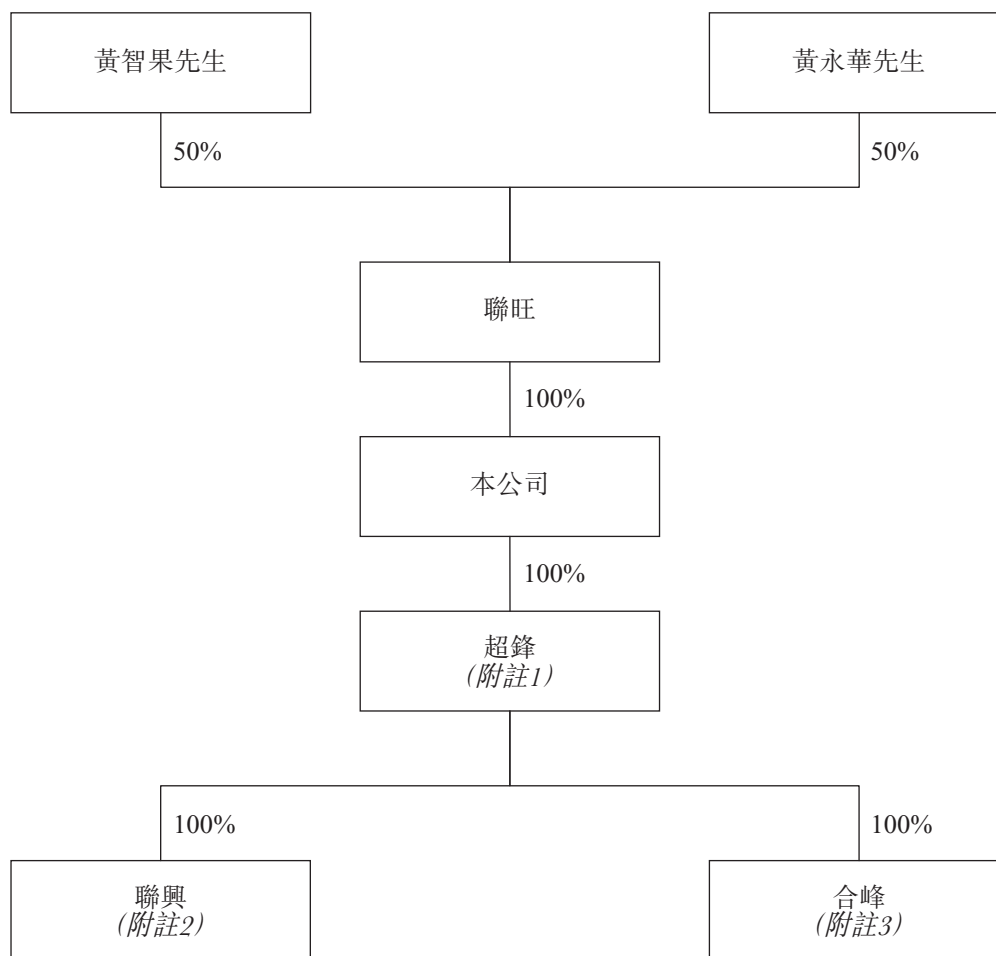 黃智果先生
黃永華先生
50%
50%
聯旺
100%
本公司
100%
超鋒
(附註1)
100%
100%
聯興
(附註2)
合峰
(附註3)